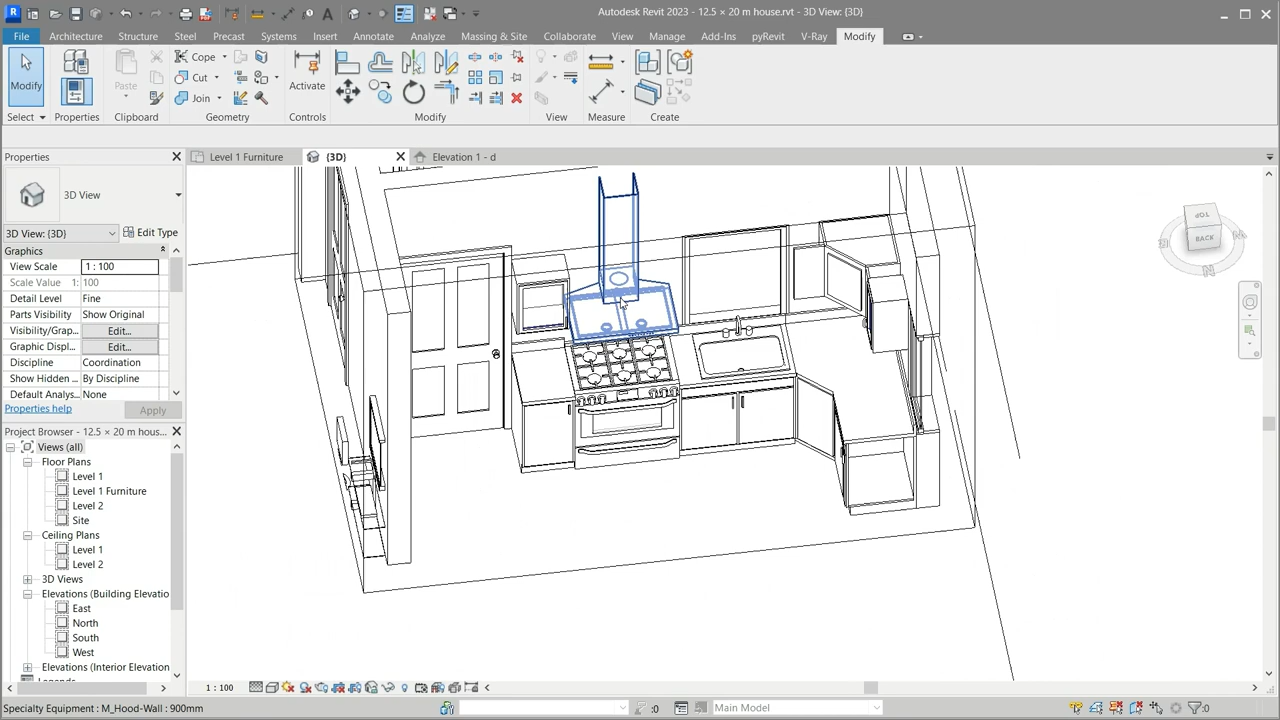 Autodesk Revit 2023 - 12.5 × 20 m house.rvt - 3D View: {3D}
File Architecture Structure Steel Precast Systems Insert Annotate Analyze Massing & Site Collaborate View Manage Add-Ins pyRevit V-Ray Modify
Modify Paste Cope Cut Join Activate
Select Properties Clipboard Geometry Controls Modify View Measure Create
Properties
Level 1 Furniture {3D} Elevation 1 - d
3D View
3D View: {3D} Edit Type
Graphics
View Scale 1 : 100
Scale Value 1: 100
Detail Level Fine
Parts Visibility Show Original
Visibility/Grap... Edit...
Graphic Displ... Edit...
Discipline Coordination
Show Hidden ... By Discipline
Default Analys... None
Properties help Apply
Project Browser - 12.5 × 20 m hous...
Views (all)
Floor Plans
Level 1
Level 1 Furniture
Level 2
Site
Ceiling Plans
Level 1
Level 2
3D Views
Elevations (Building Elevatio
East
North
South
West
Elevations (Interior Elevation
TOP
BACK
1 : 100
Specialty Equipment : M_Hood-Wall : 900mm :0 Main Model :0